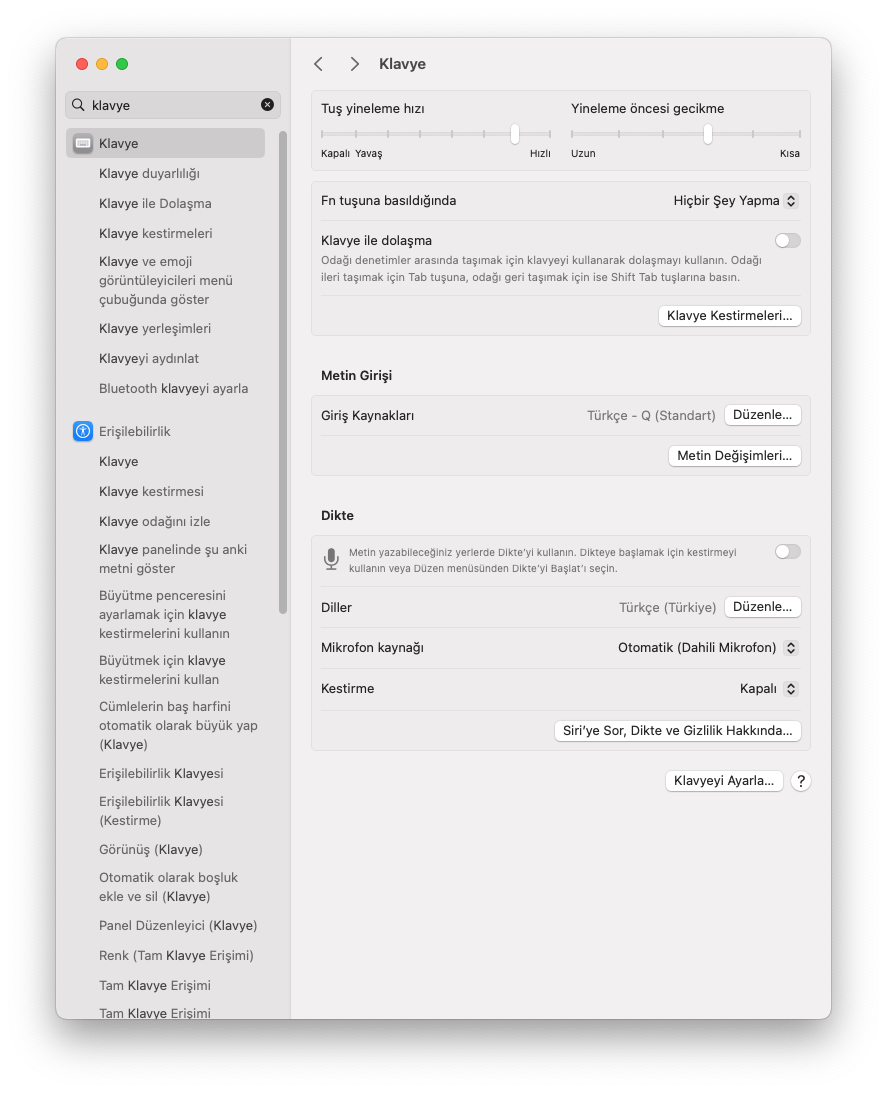 klavye
Klavye
Klavye duyarlılığı
Klavye ile Dolaşma
Klavye kestirmeleri
Klavye ve emoji
görüntüleyicileri menü
çubuğunda göster
Klavye yerleşimleri
Klavyeyi aydınlat
Bluetooth klavyeyi ayarla
Erişilebilirlik
Klavye
Klavye kestirmesi
Klavye odağını izle
Klavye panelinde şu anki
metni göster
Büyütme penceresini
ayarlamak için klavye
kestirmelerini kullanın
Büyütmek için klavye
kestirmelerini kullan
Cümlelerin baş harfini
otomatik olarak büyük yap
(Klavye)
Erişilebilirlik Klavyesi
Erişilebilirlik Klavyesi
(Kestirme)
Görünüş (Klavye)
Otomatik olarak boşluk
ekle ve sil (Klavye)
Panel Düzenleyici (Klavye)
Renk (Tam Klavye Erişimi)
Tam Klavye Erişimi
Tam Klavye Erişimi
Klavye
Tuş yineleme hızı Yineleme öncesi gecikme
Kapalı Yavaş Hızlı Uzun Kısa
Fn tuşuna basıldığında Hiçbir Şey Yapma
Klavye ile dolaşma
Odağı denetimler arasında taşımak için klavyeyi kullanarak dolaşmayı kullanın. Odağı
ileri taşımak için Tab tuşuna, odağı geri taşımak için ise Shift Tab tuşlarına basın.
Klavye Kestirmeleri...
Metin Girişi
Giriş Kaynakları Türkçe - Q (Standart) Düzenle...
Metin Değişimleri...
Dikte
Metin yazabileceğiniz yerlerde Dikte’yi kullanın. Dikteye başlamak için kestirmeyi
kullanın veya Düzen menüsünden Dikte’yi Başlat’ı seçin.
Diller Türkçe (Türkiye) Düzenle...
Mikrofon kaynağı Otomatik (Dahili Mikrofon)
Kestirme Kapalı
Siri’ye Sor, Dikte ve Gizlilik Hakkında...
Klavyeyi Ayarla... ?